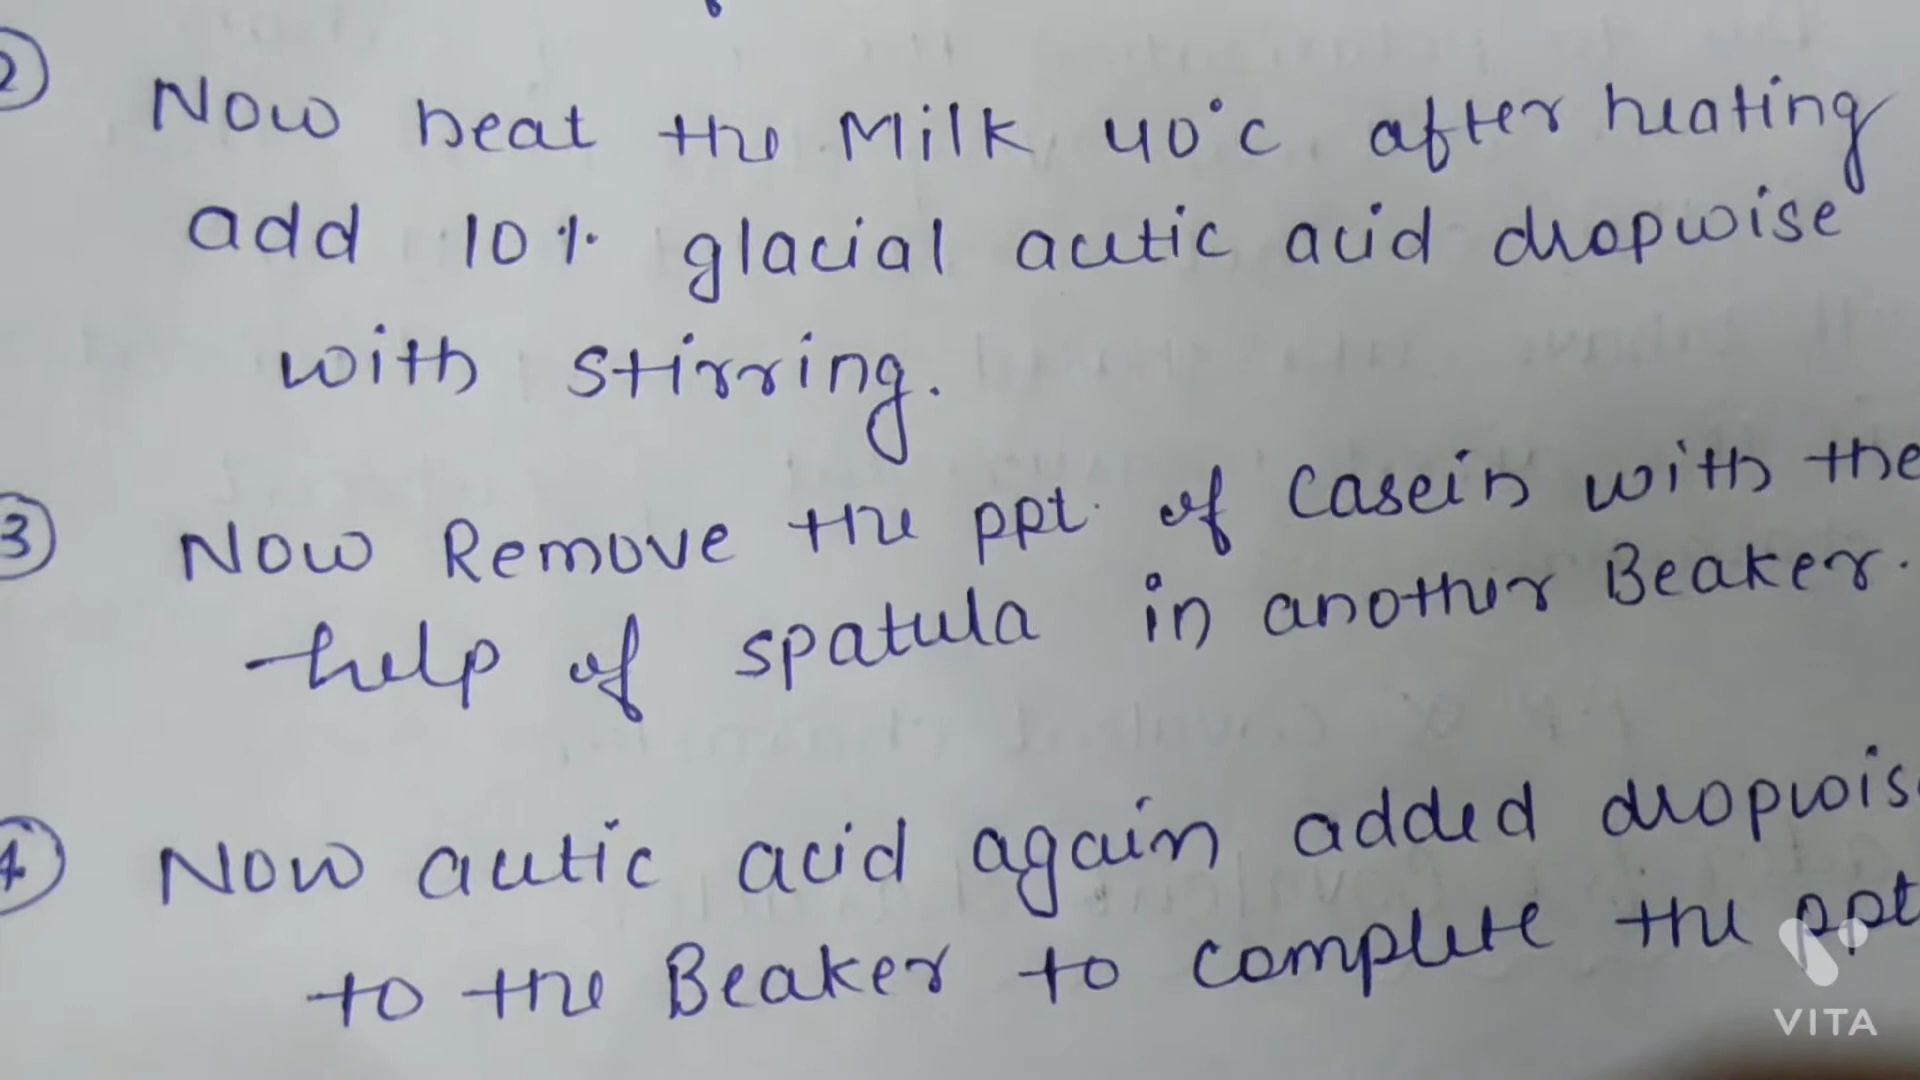 ② Now heat the Milk 40°C after heating
add 10% glacial acetic acid dropwise
with stirring.
③ Now Remove the ppt. of Casein with the
help of spatula in another Beaker.
④ Now acetic acid again added dropwise
to the Beaker to complete the ppt
VITA